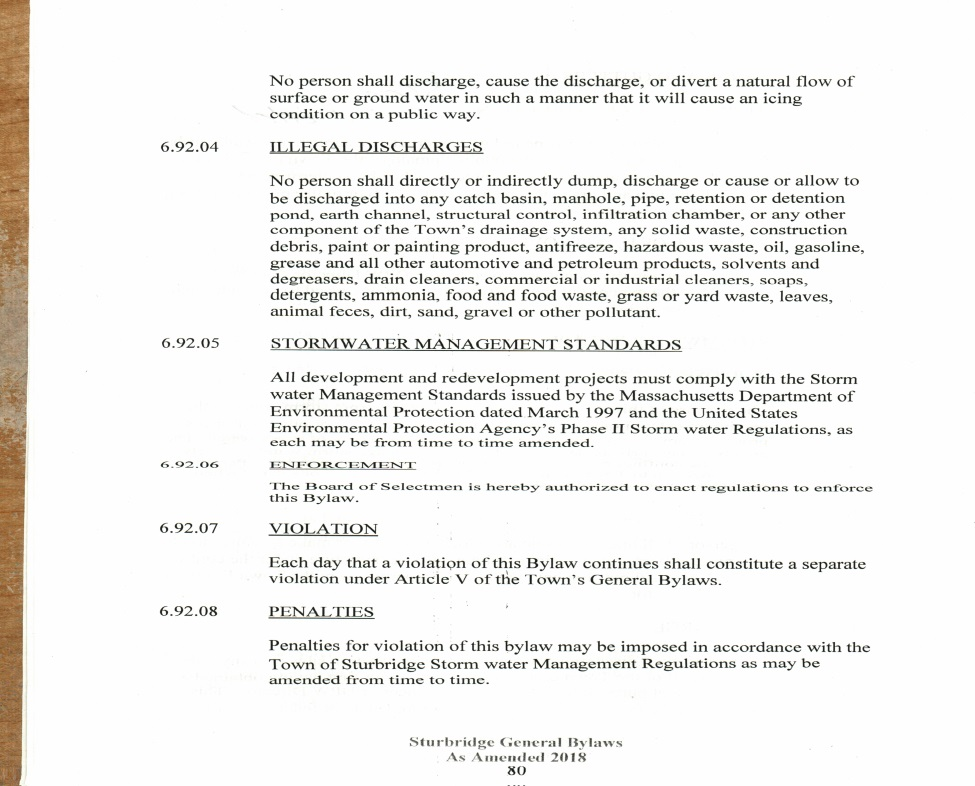 No person shall discharge, cause the discharge, or divert a natural flow of
surface or ground water in such a manner that it will cause an icing
condition on a public way.
6.92.04 ILLEGAL DISCHARGES
No person shall directly or indirectly dump, discharge or cause or allow to
be discharged into any catch basin, manhole, pipe, retention or detention
pond, earth channel, structural control, infiltration chamber, or any other
component of the Town's drainage system, any solid waste, construction
debris, paint or painting product, antifreeze, hazardous waste, oil, gasoline,
grease and all other automotive and petroleum products, solvents and
degreasers, drain cleaners, commercial or industrial cleaners, soaps,
detergents, ammonia, food and food waste, grass or yard waste, leaves,
animal feces, dirt, sand, gravel or other pollutant.
6.92.05 STORMWATER MANAGEMENT STANDARDS
All development and redevelopment projects must comply with the Storm
water Management Standards issued by the Massachusetts Department of
Environmental Protection dated March 1997 and the United States
Environmental Protection Agency's Phase II Storm water Regulations, as
each may be from time to time amended.
6.92.06 ENFORCEMENT
The Board of Selectmen is hereby authorized to enact regulations to enforce
this Bylaw.
6.92.07 VIOLATION
Each day that a violation of this Bylaw continues shall constitute a separate
violation under Article V of the Town's General Bylaws.
6.92.08 PENALTIES
Penalties for violation of this bylaw may be imposed in accordance with the
Town of Sturbridge Storm water Management Regulations as may be
amended from time to time.
Sturbridge General Bylaws
As Amended 2018
80